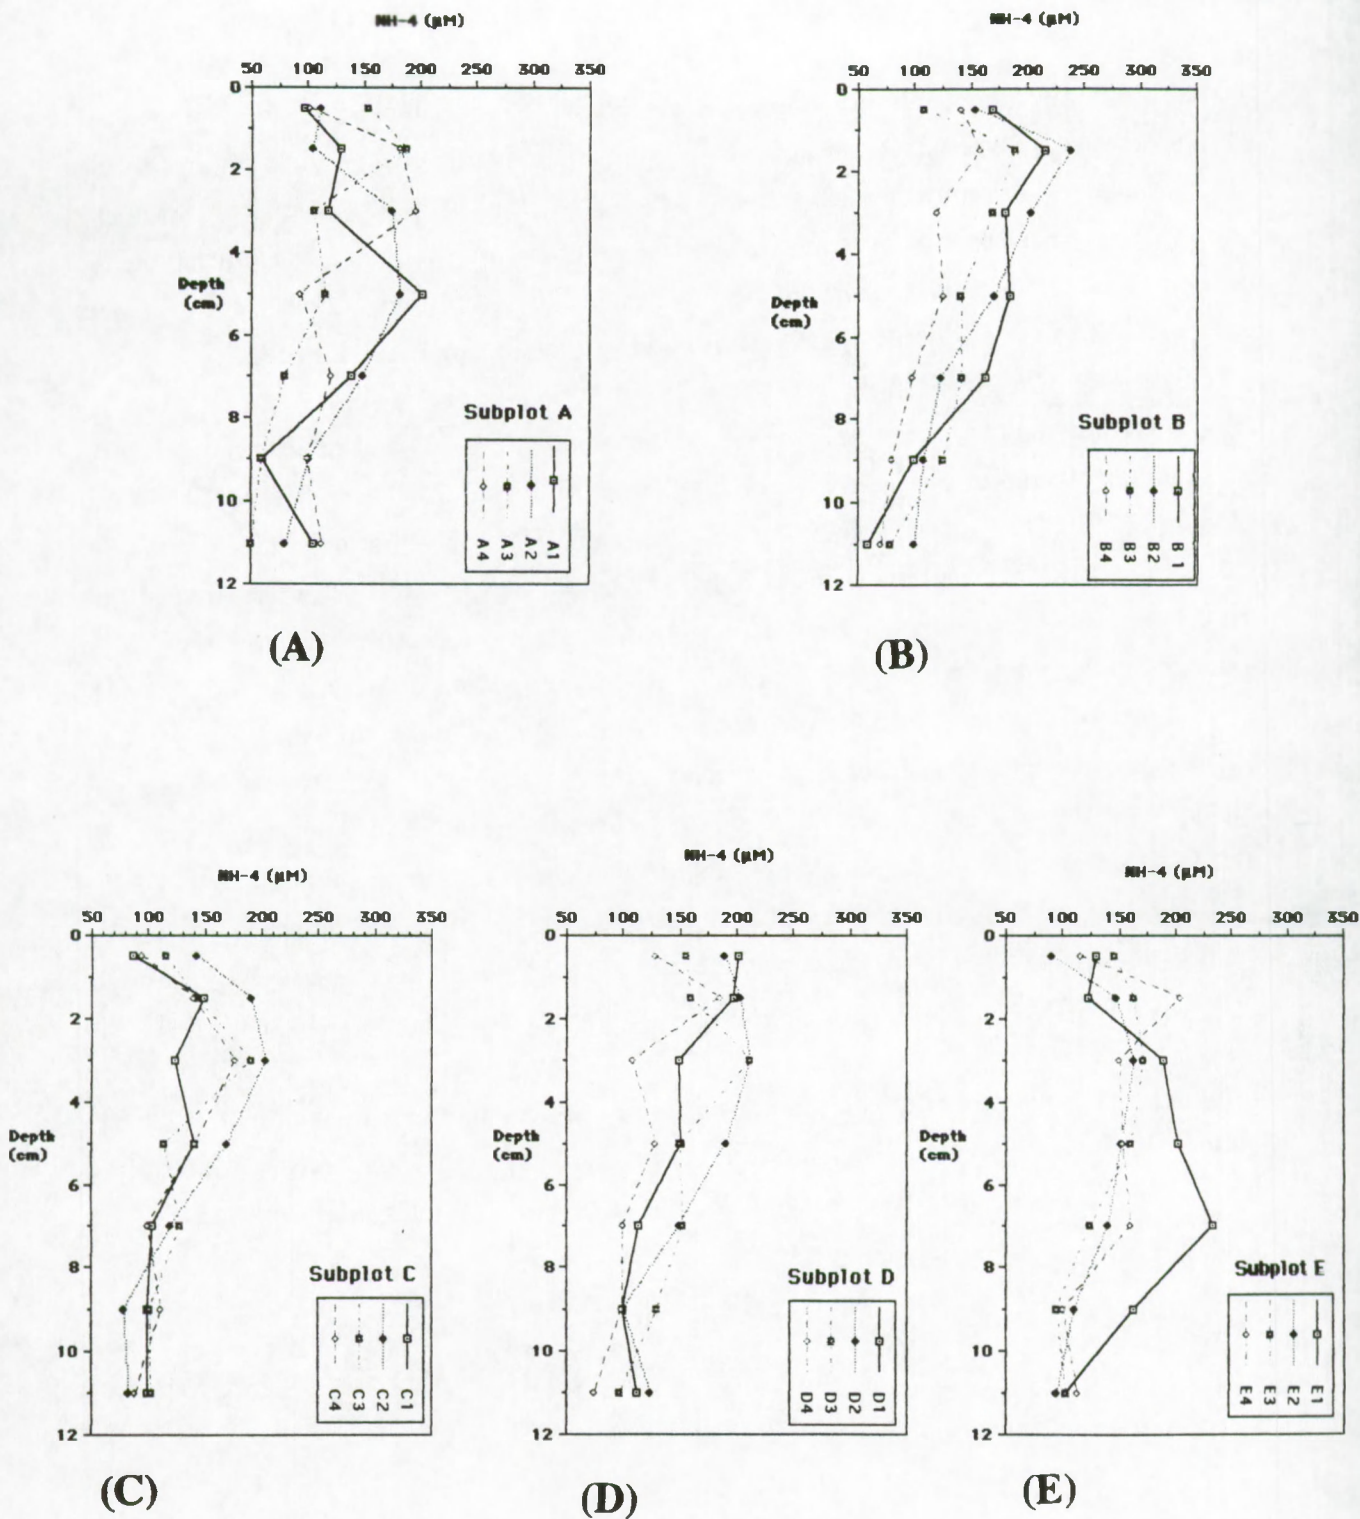 NH-4 (µM)
50 100 150 200 250 350
0
2
4
6
8
10
12
Depth
(cm)
Subplot A
A4
A3
A2
A1
(A)
NH-4 (µM)
50 100 150 200 250 350
0
2
4
6
8
10
12
Depth
(cm)
Subplot B
B4
B3
B2
B1
(B)
NH-4 (µM)
50 100 150 200 250 350
0
2
4
6
8
10
12
Depth
(cm)
Subplot C
C4
C3
C2
C1
(C)
NH-4 (µM)
50 100 150 200 250 350
0
2
4
6
8
10
12
Depth
(cm)
Subplot D
D4
D3
D2
D1
(D)
NH-4 (µM)
50 100 150 200 250 350
0
2
4
6
8
10
12
Depth
(cm)
Subplot E
E4
E3
E2
E1
(E)